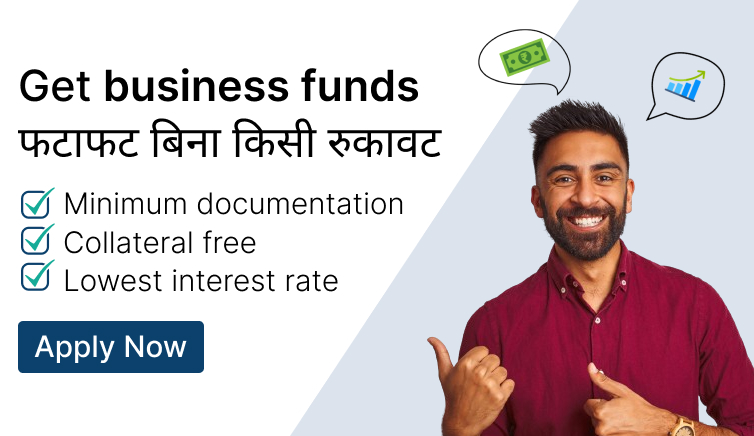 Get business funds
फटाफट बिना किसी रुकावट
Minimum documentation
Collateral free
Lowest interest rate
Apply Now